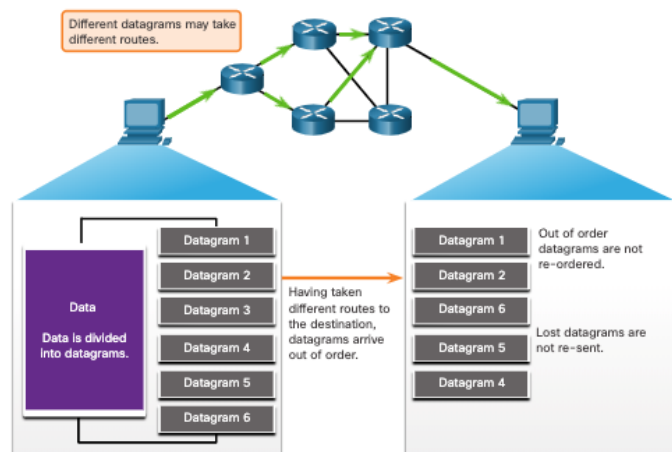 Different datagrams may take
different routes.
Data
Data is divided
into datagrams.
Datagram 1
Datagram 2
Datagram 3
Datagram 4
Datagram 5
Datagram 6
Having taken
different routes to
the destination,
datagrams arrive
out of order.
Datagram 1
Datagram 2
Datagram 6
Datagram 5
Datagram 4
Out of order
datagrams are not
re-ordered.
Lost datagrams are
not re-sent.